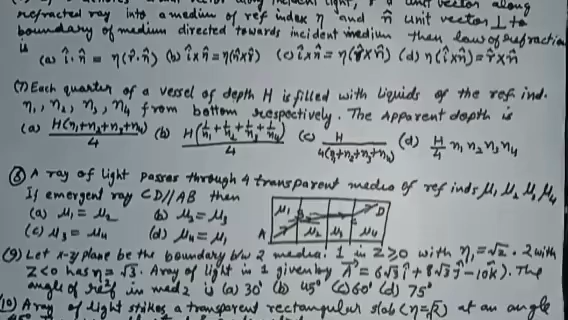 unit vector along
refracted ray into a medium of ref index η and n̂ unit vector ⊥ to
boundary of medium directed towards incident medium then law of refraction
is (a) î·n̂ = η(r̂·n̂) (b) î×n̂ = η(n̂×r̂) (c) î×n̂ = η(r̂×n̂) (d) η(î×n̂) = r̂×n̂
(7) Each quarter of a vessel of depth H is filled with liquids of the ref. ind.
η₁, η₂, η₃, η₄ from bottom respectively. The Apparent depth is
(a) H(η₁+η₂+η₃+η₄)/4 (b) H(1/η₁+1/η₂+1/η₃+1/η₄)/4 (c) H/4(η₁+η₂+η₃+η₄) (d) H/4 η₁ η₂ η₃ η₄
(8) A ray of light passes through 4 transparent media of ref inds μ₁ μ₂ μ₃ μ₄
If emergent ray CD//AB then
(a) μ₁ = μ₂ (b) μ₂ = μ₃
(c) μ₃ = μ₄ (d) μ₄ = μ₁
μ₁ B D
A μ₂ μ₃ μ₄
(9) Let x-y plane be the boundary b/w 2 media. 1 in Z≥0 with η₁ = √2 . 2 with
Z<0 has η = √3. A ray of light in 1 given by A⃗ = 6√3 î + 8√3 ĵ - 10k̂). The
angle of refⁿ in med 2 is (a) 30° (b) 45° (c) 60° (d) 75°
(10) A ray of light strikes a transparent rectangular slab (η=√2) at an angle